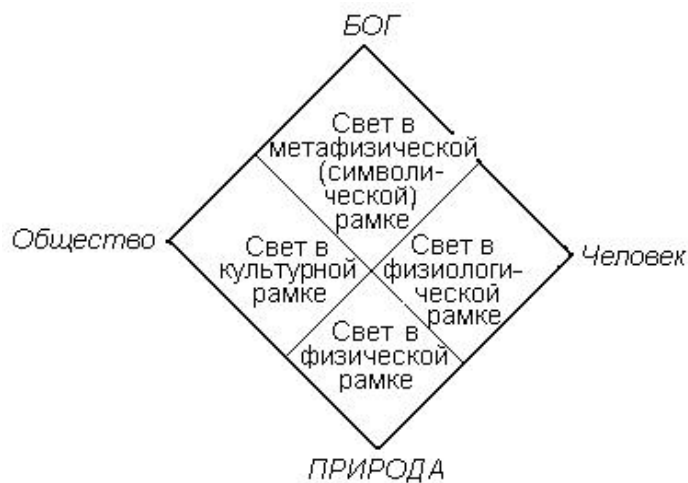 БОГ
Свет в
метафизической
(символи-
ческой)
рамке
Общество
Свет в
культурной
рамке
Свет в
физиологи-
ческой
рамке
Человек
Свет в
физической
рамке
ПРИРОДА